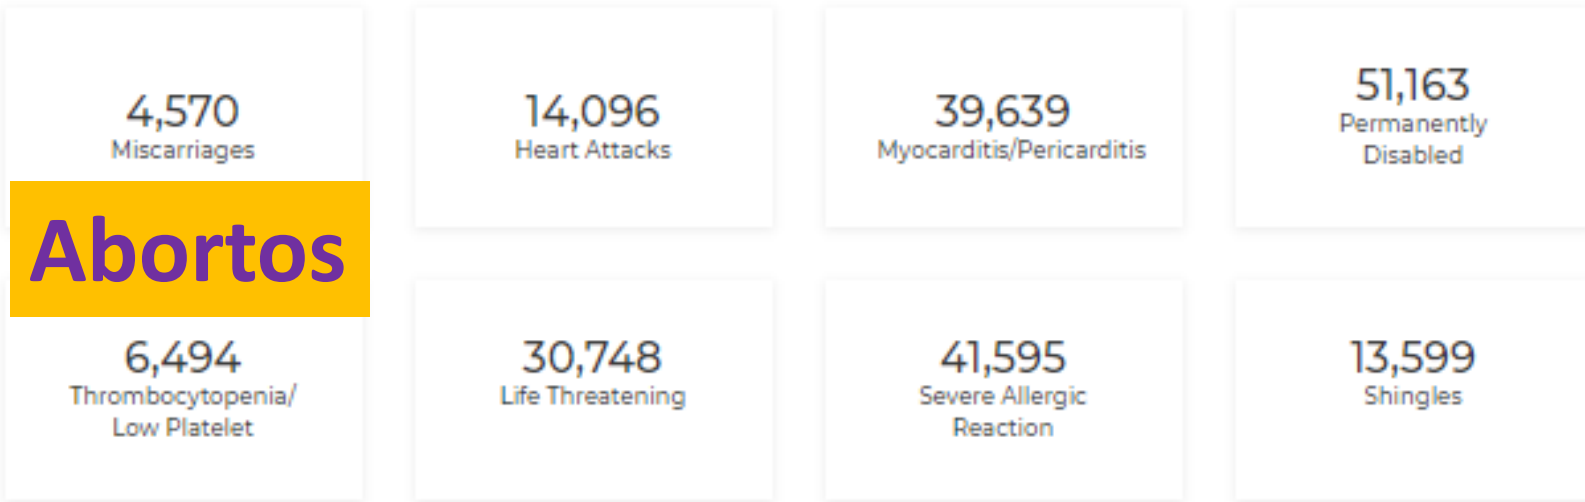 4,570
Miscarriages
14,096
Heart Attacks
39,639
Myocarditis/Pericarditis
51,163
Permanently
Disabled
Abortos
6,494
Thrombocytopenia/
Low Platelet
30,748
Life Threatening
41,595
Severe Allergic
Reaction
13,599
Shingles